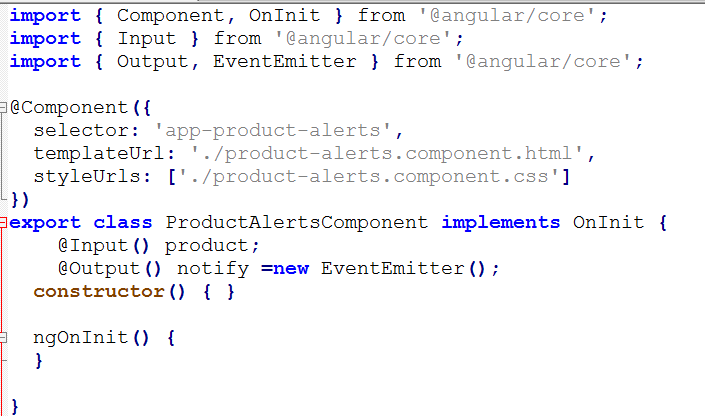 import { Component, OnInit } from '@angular/core';
import { Input } from '@angular/core';
import { Output, EventEmitter } from '@angular/core';

@Component({
  selector: 'app-product-alerts',
  templateUrl: './product-alerts.component.html',
  styleUrls: ['./product-alerts.component.css']
})
export class ProductAlertsComponent implements OnInit {
    @Input() product;
    @Output() notify =new EventEmitter();
  constructor() { }

  ngOnInit() {
  }

}